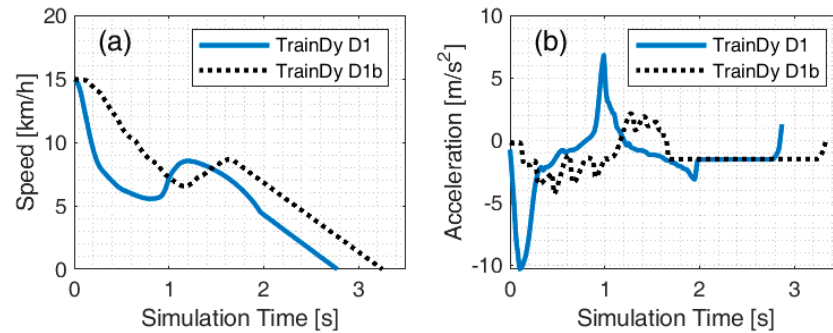 (a)
TrainDy D1
TrainDy D1b
Speed [km/h]
20
15
10
5
0
0 1 2 3
Simulation Time [s]
(b)
TrainDy D1
TrainDy D1b
Acceleration [m/s²]
10
5
0
-5
-10
0 1 2 3
Simulation Time [s]